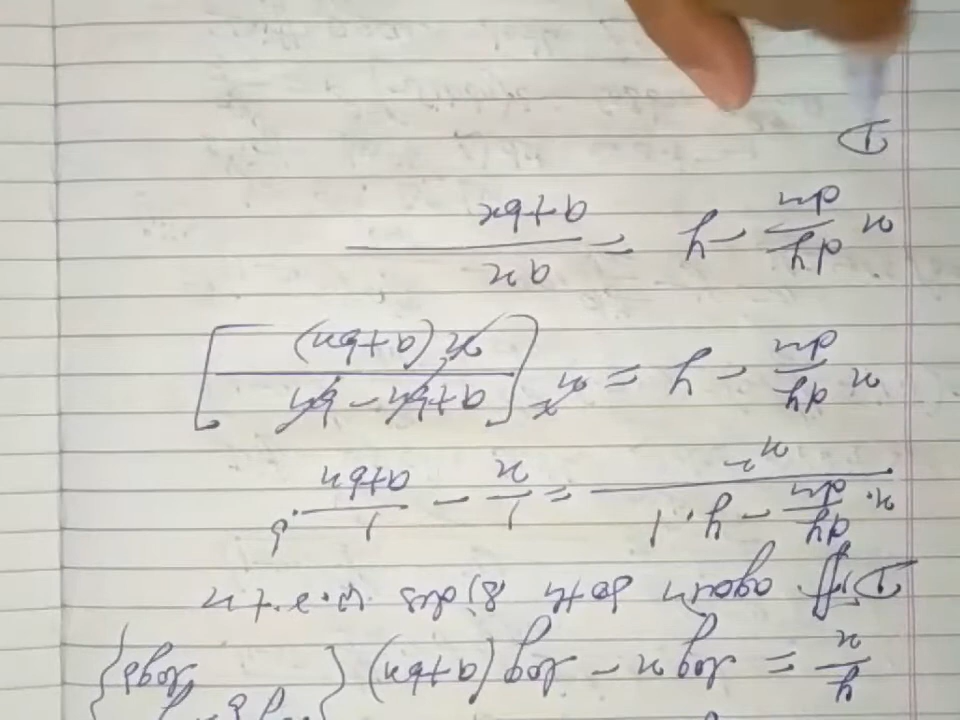 y/x = log x - log (a+bx) {
log b
Diff again both sides w.r.t x
(x. dy/dx - y.1)/x² = 1/x - 1/(a+bx) . b
x dy/dx - y = x² [(a+bx - bx)/(x(a+bx))]
x dy/dx - y = ax/(a+bx)
D